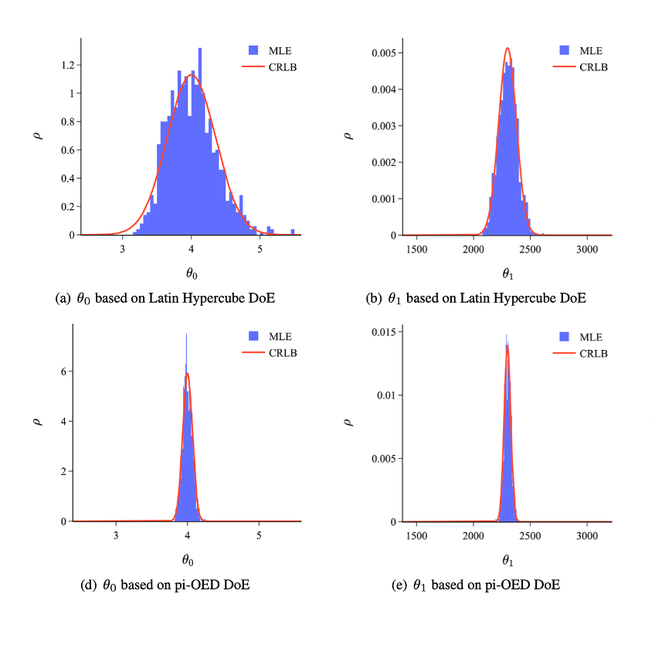 MLE
CRLB
1.2
1
0.8
0.6
0.4
0.2
0
ρ
3 4 5
θ0
MLE
CRLB
0.005
0.004
0.003
0.002
0.001
0
ρ
1500 2000 2500 3000
θ1
(a) θ0 based on Latin Hypercube DoE
(b) θ1 based on Latin Hypercube DoE
MLE
CRLB
6
4
2
0
ρ
3 4 5
θ0
MLE
CRLB
0.015
0.01
0.005
0
ρ
1500 2000 2500 3000
θ1
(d) θ0 based on pi-OED DoE
(e) θ1 based on pi-OED DoE